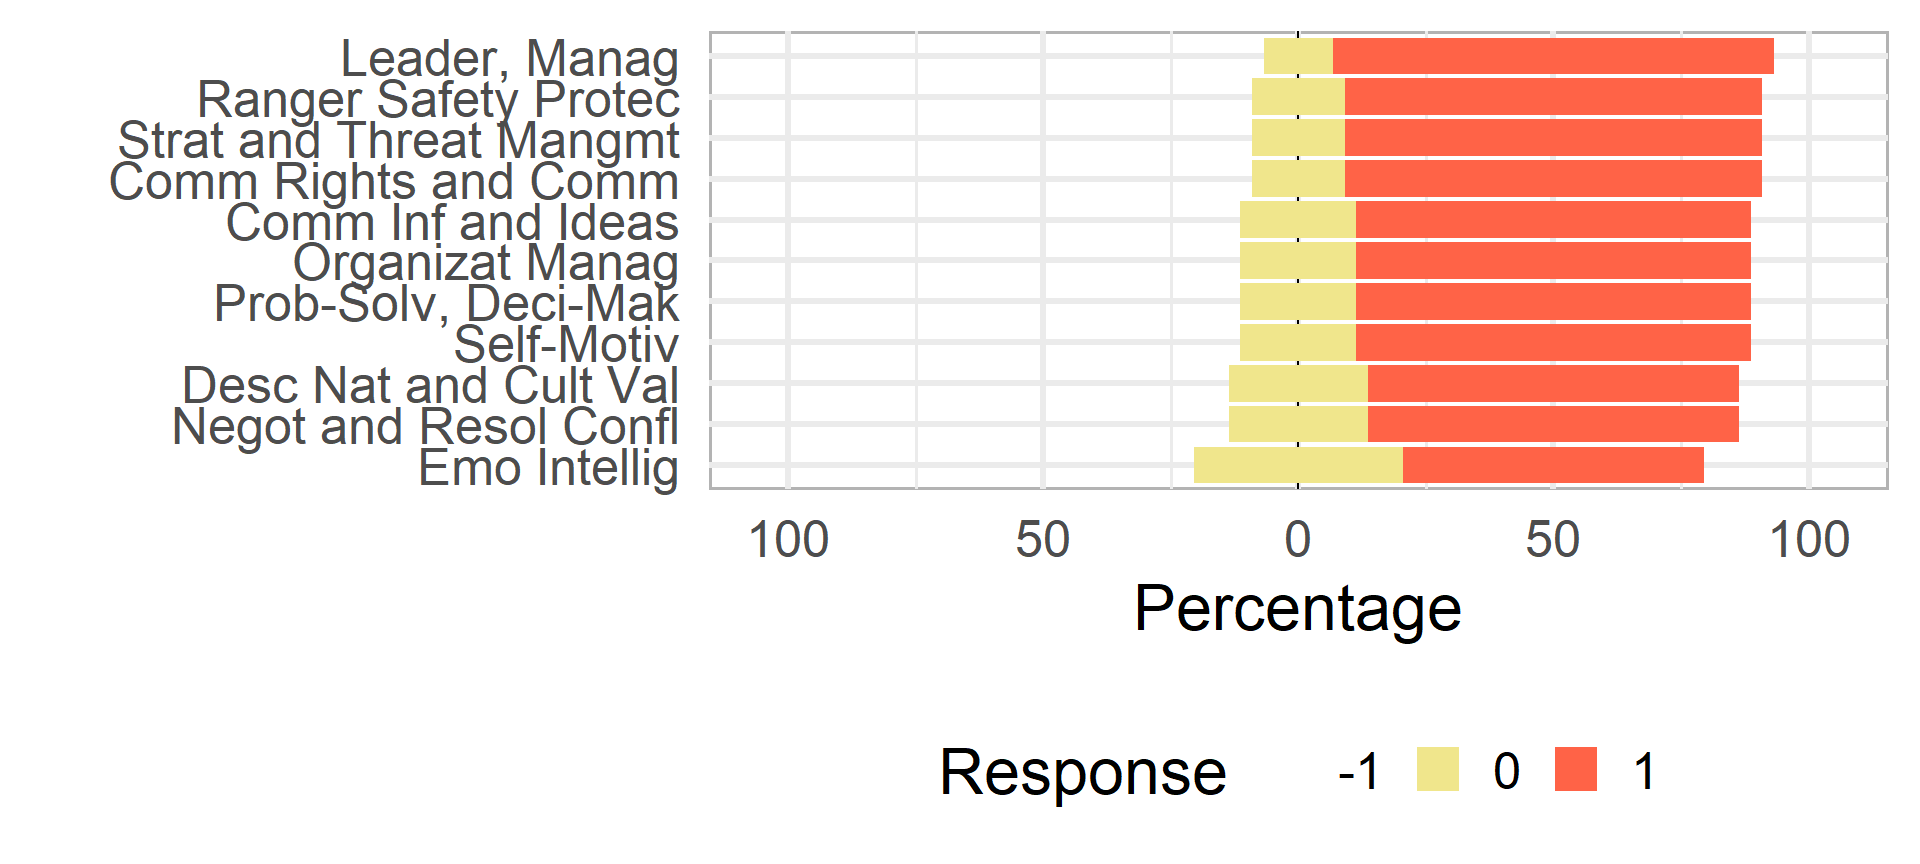 Leader, Manag
Ranger Safety Protec
Strat and Threat Mangmt
Comm Rights and Comm
Comm Inf and Ideas
Organizat Manag
Prob-Solv, Deci-Mak
Self-Motiv
Desc Nat and Cult Val
Negot and Resol Confl
Emo Intellig
100 50 0 50 100
Percentage
Response -1 0 1